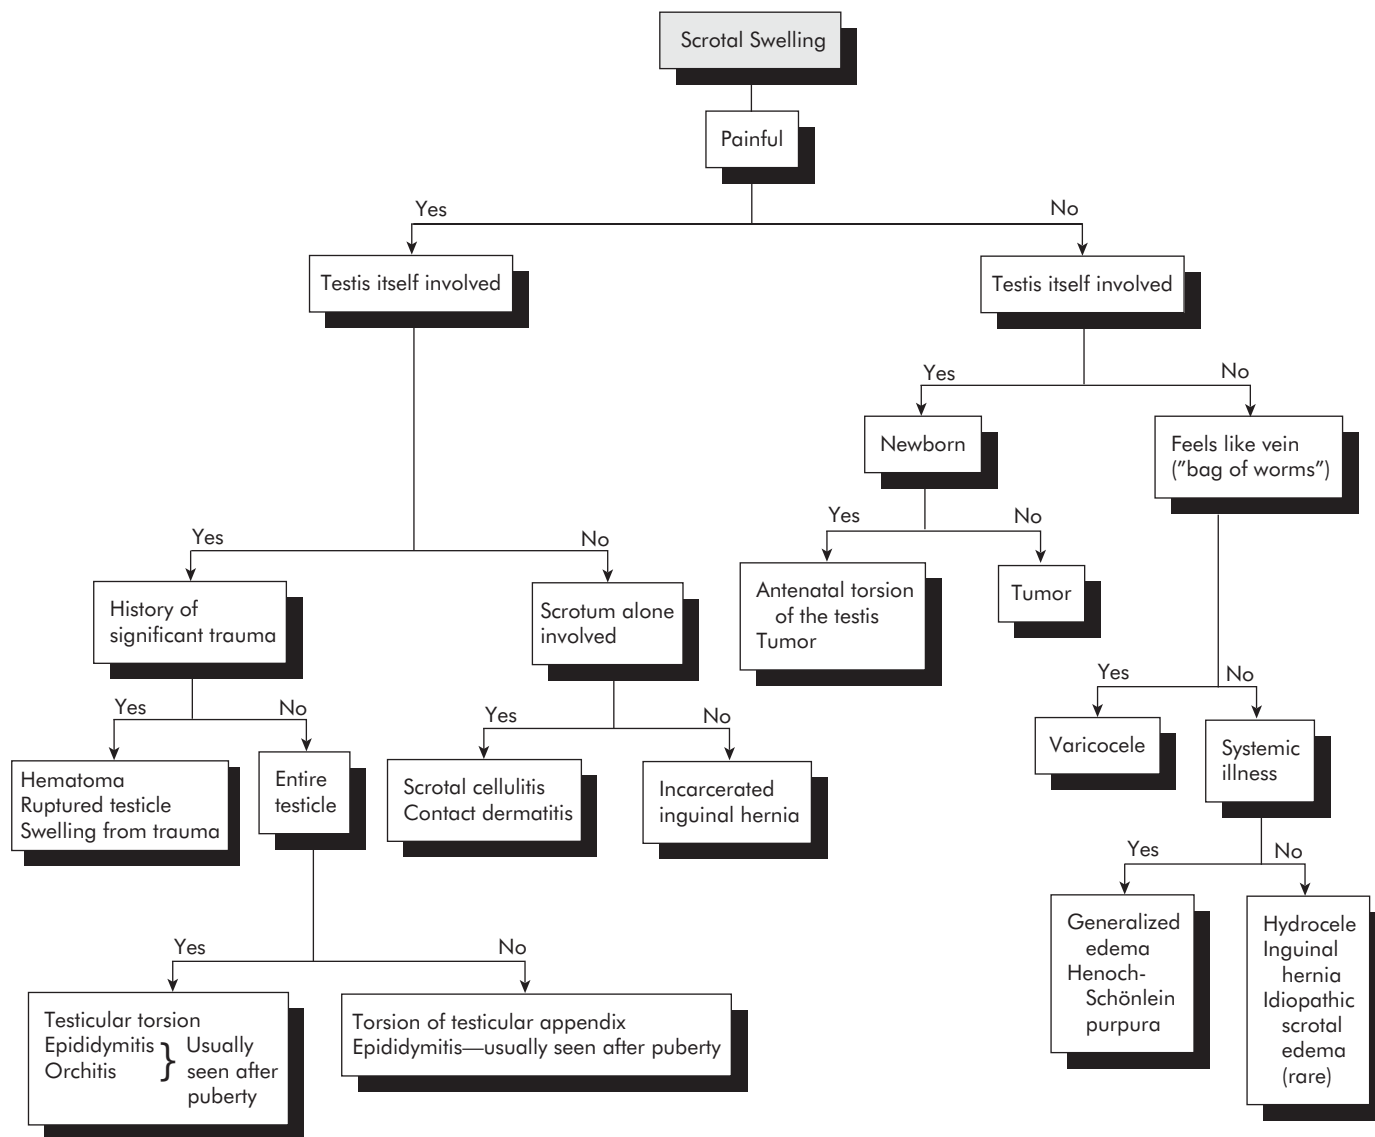 Scrotal Swelling
Painful
Yes
No
Testis itself involved
Testis itself involved
Yes
No
Newborn
Feels like vein
("bag of worms")
Yes
No
Antenatal torsion
of the testis
Tumor
Tumor
Yes
No
History of
significant trauma
Scrotum alone
involved
Yes
No
Varicocele
Systemic
illness
Yes
No
Hematoma
Ruptured testicle
Swelling from trauma
Entire
testicle
Yes
No
Scrotal cellulitis
Contact dermatitis
Incarcerated
inguinal hernia
Yes
No
Generalized
edema
Henoch-
Schönlein
purpura
Hydrocele
Inguinal
hernia
Idiopathic
scrotal
edema
(rare)
Yes
No
Testicular torsion
Epididymitis } Usually
Orchitis seen after
puberty
Torsion of testicular appendix
Epididymitis—usually seen after puberty